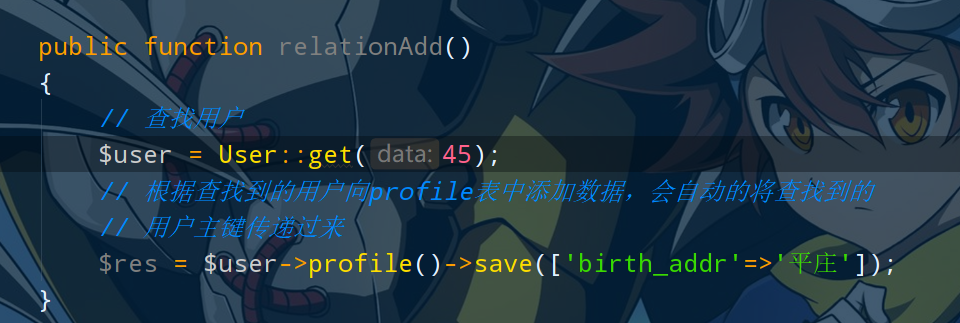 public function relationAdd()
{
// 查找用户
$user = User::get( data: 45);
// 根据查找到的用户向profile表中添加数据，会自动的将查找到的
// 用户主键传递过来
$res = $user->profile()->save(['birth_addr'=>'平庄']);
}